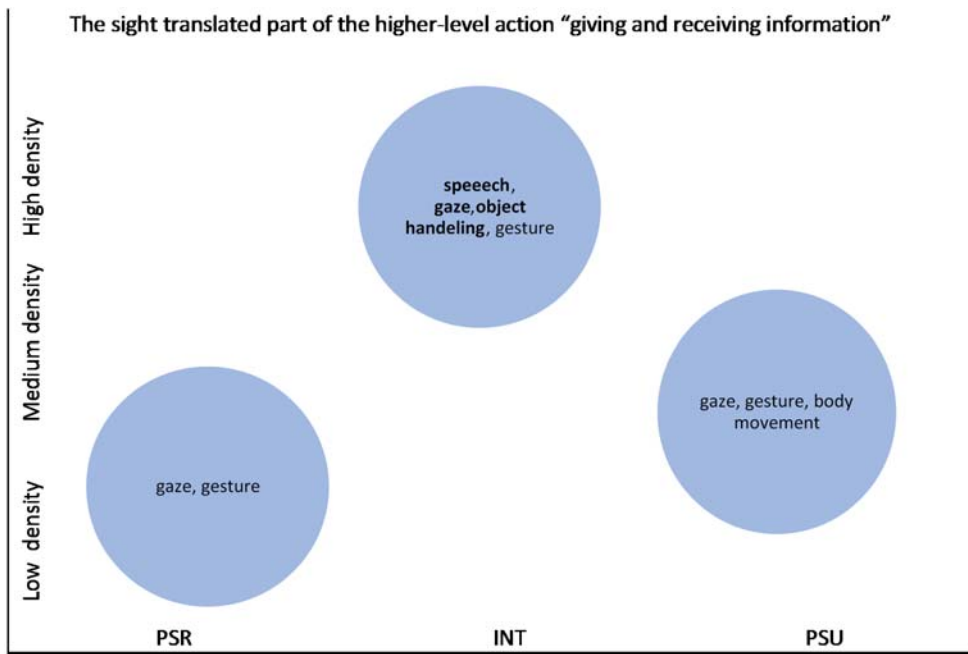 The sight translated part of the higher-level action “giving and receiving information”
High density
Medium density
Low density
speeech,
gaze,object
handeling, gesture
gaze, gesture, body
movement
gaze, gesture
PSR
INT
PSU